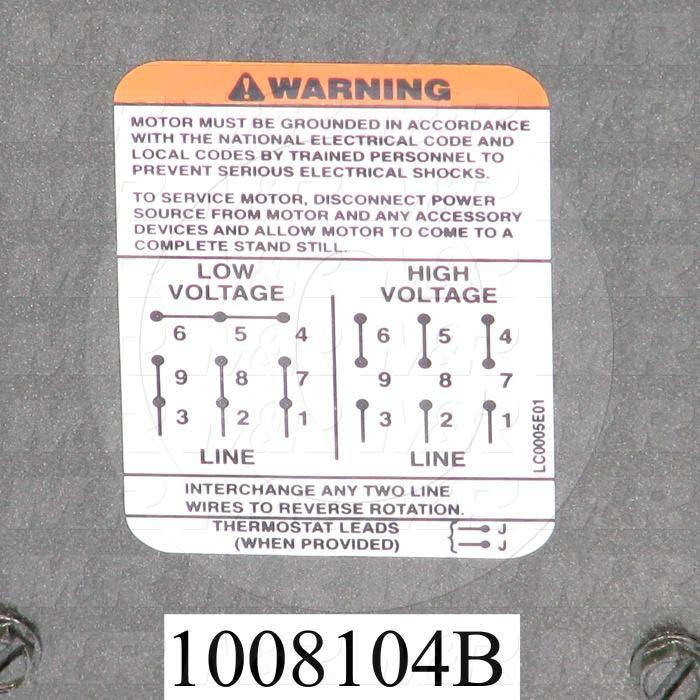 WARNING
MOTOR MUST BE GROUNDED IN ACCORDANCE
WITH THE NATIONAL ELECTRICAL CODE AND
LOCAL CODES BY TRAINED PERSONNEL TO
PREVENT SERIOUS ELECTRICAL SHOCKS.
TO SERVICE MOTOR, DISCONNECT POWER
SOURCE FROM MOTOR AND ANY ACCESSORY
DEVICES AND ALLOW MOTOR TO COME TO A
COMPLETE STAND STILL.
LOW
VOLTAGE
6 5 4
9 8 7
3 2 1
LINE
HIGH
VOLTAGE
6 5 4
9 8 7
3 2 1
LINE
LC0005E01
INTERCHANGE ANY TWO LINE
WIRES TO REVERSE ROTATION.
THERMOSTAT LEADS J
(WHEN PROVIDED) J
1008104B